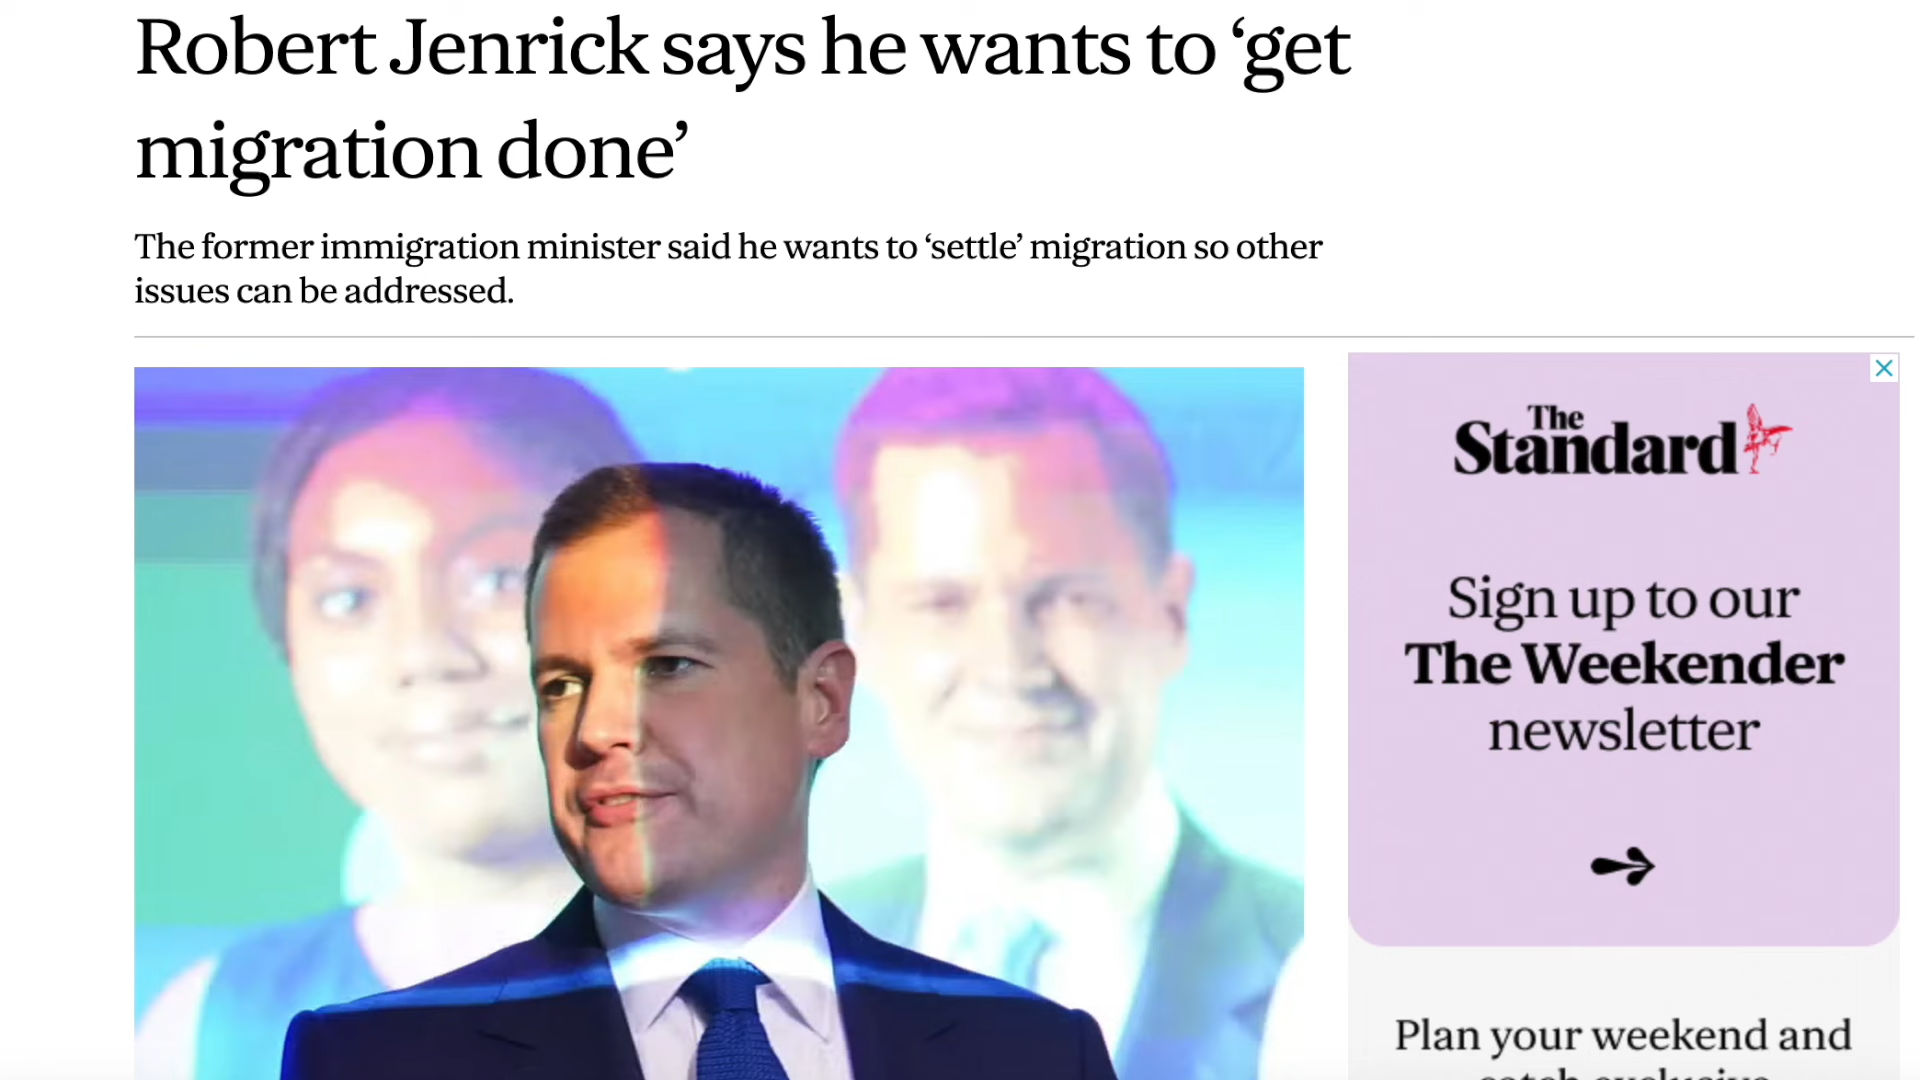 Robert Jenrick says he wants to ‘get
migration done’
The former immigration minister said he wants to ‘settle’ migration so other
issues can be addressed.
The
Standard
Sign up to our
The Weekender
newsletter
Plan your weekend and